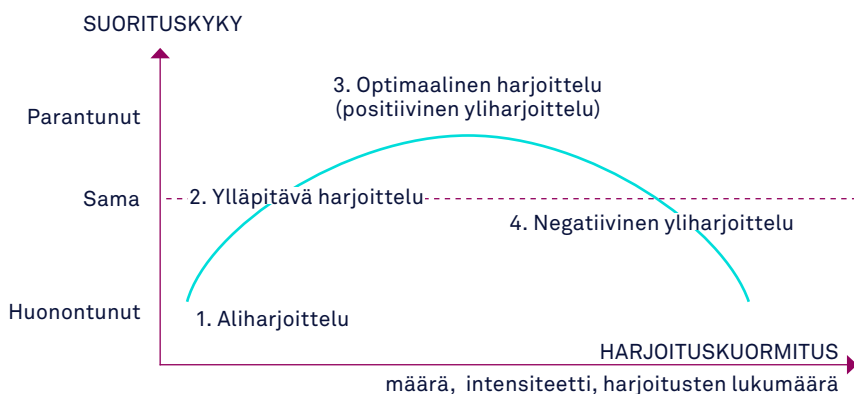 SUORITUSKYKY
3. Optimaalinen harjoittelu
(positiivinen yliharjoittelu)
Parantunut
Sama
2. Ylläpitävä harjoittelu
4. Negatiivinen yliharjoittelu
Huonontunut
1. Aliharjoittelu
HARJOITUSKUORMITUS
määrä, intensiteetti, harjoitusten lukumäärä